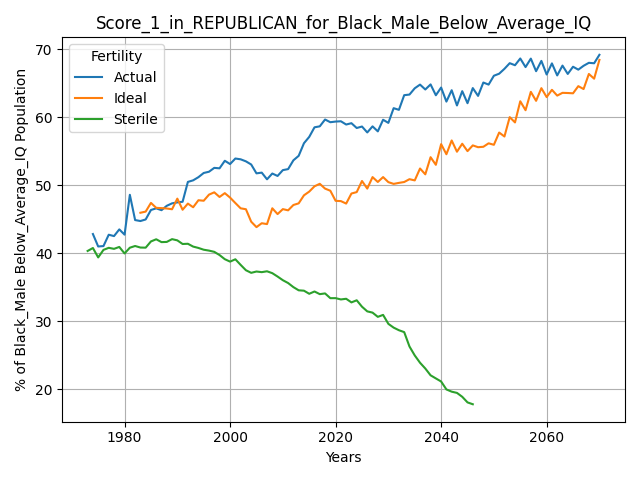 Score_1_in_REPUBLICAN_for_Black_Male_Below_Average_IQ
Fertility
Actual
Ideal
Sterile
% of Black_Male Below_Average_IQ Population
70
60
50
40
30
20
1980
2000
2020
2040
2060
Years